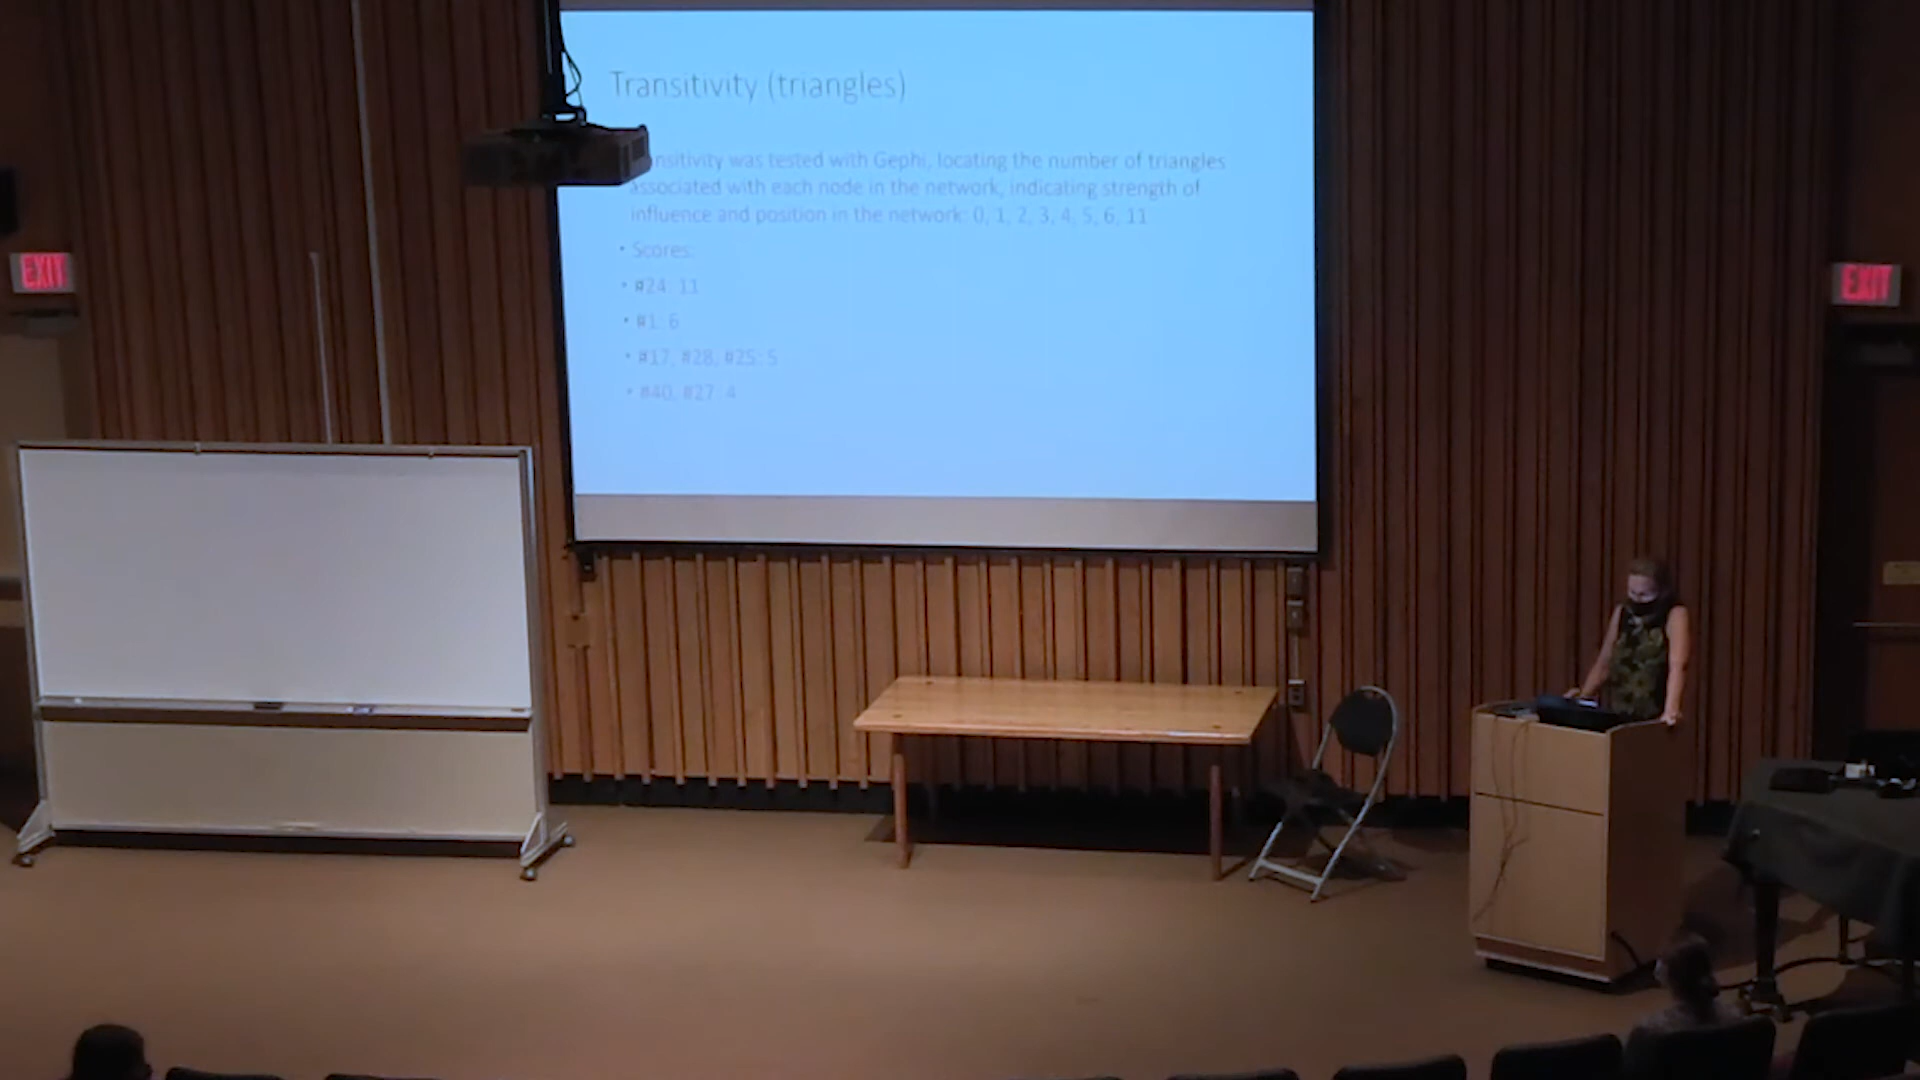 Transitivity (triangles)
nsitivity was tested with Gephi, locating the number of triangles
associated with each node in the network, indicating strength of
influence and position in the network: 0, 1, 2, 3, 4, 5, 6, 11
• Scores:
• #24: 11
• #1: 6
• #17, #28, #25: 5
• #40, #27: 4
EXIT
EXIT